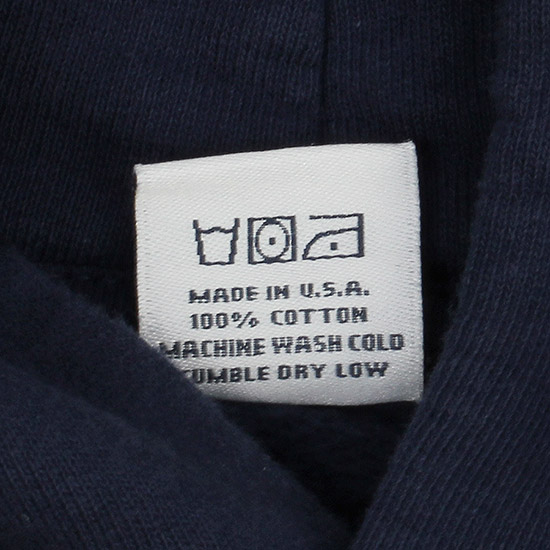 MADE IN U.S.A.
100% COTTON
MACHINE WASH COLD
TUMBLE DRY LOW